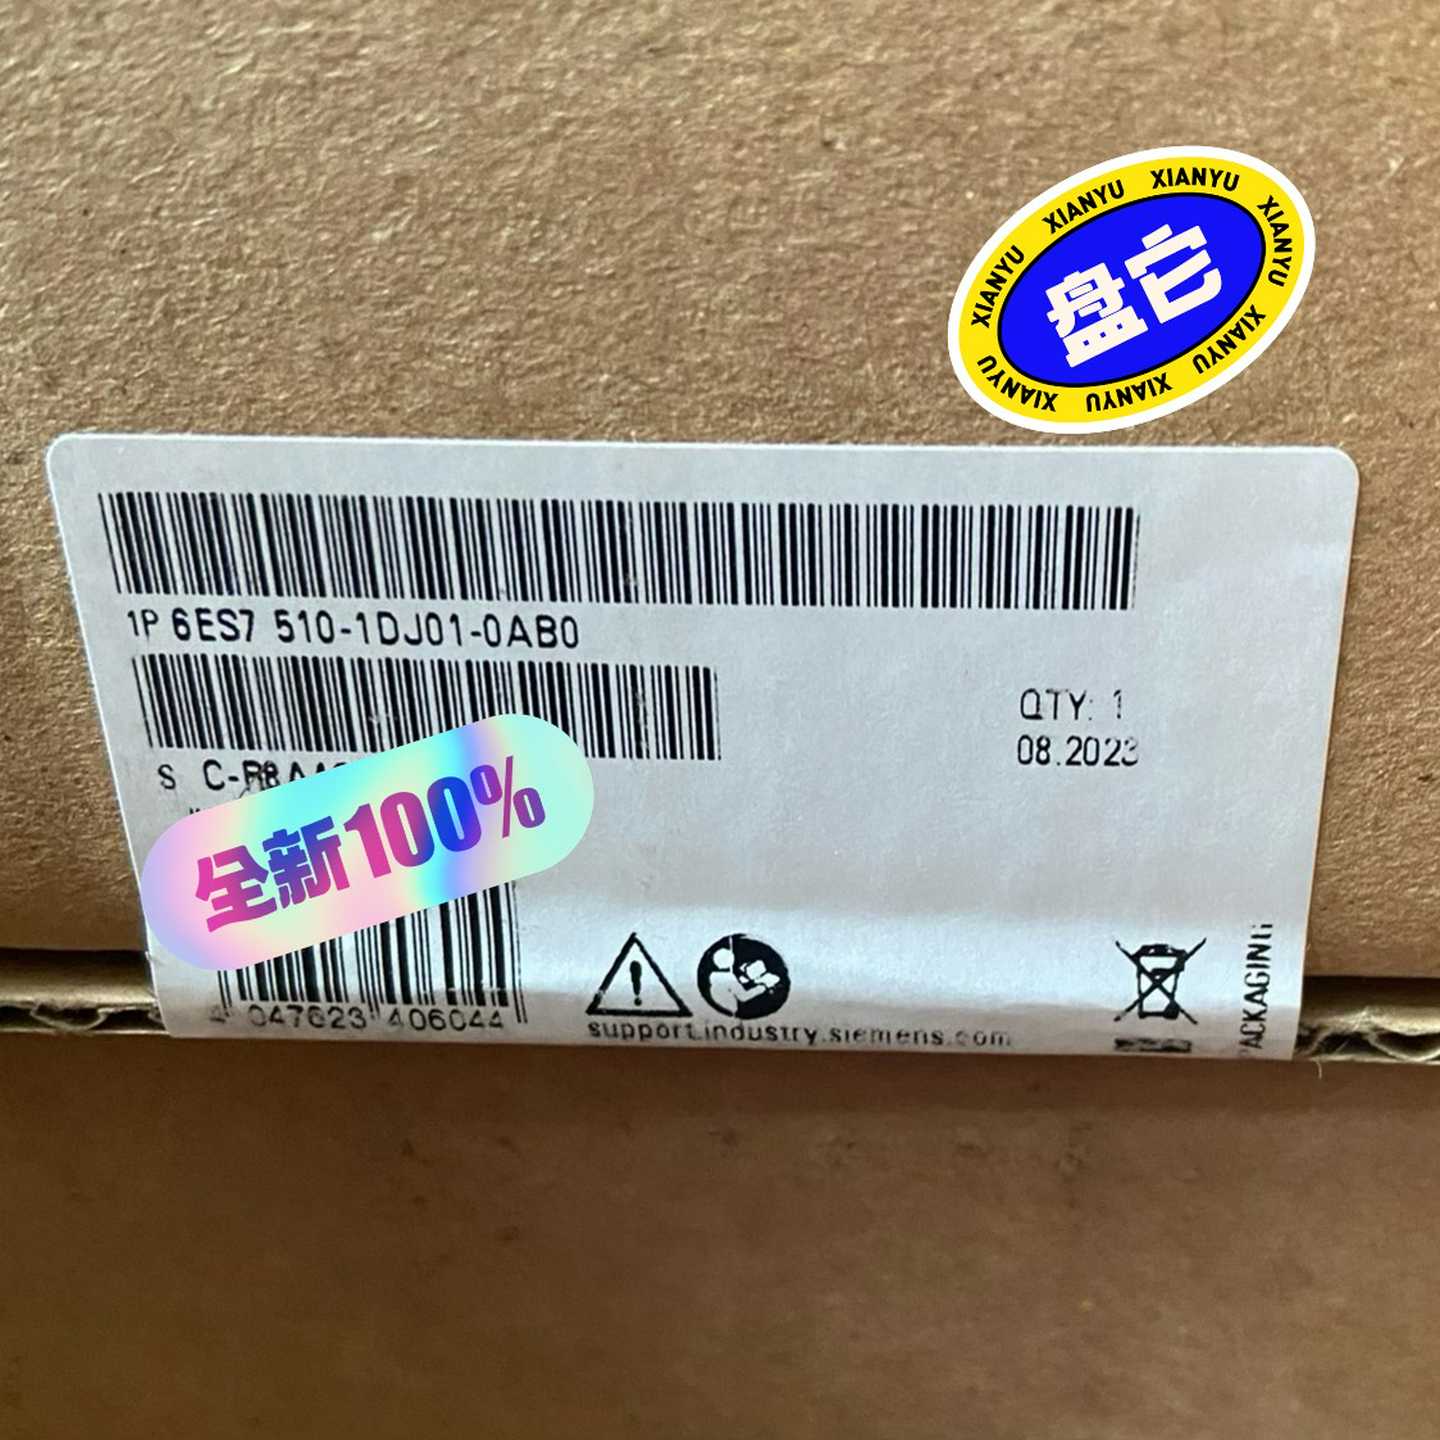 XIANYU XIANYU XIANYU XIANYU XIANYU XIANYU XIANYU XIANYU
盘它
1P 6ES7 510-1DJ01-0AB0
QTY: 1
08.2023
S
全新100%
4 047623 406044
support.industry.siemens.com
PACKAGING